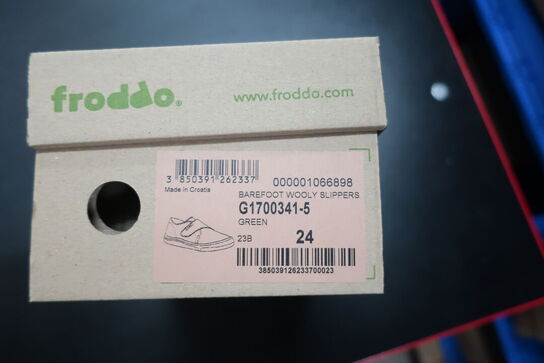 froddo®
www.froddo.com
3 850391 262337
000001066898
Made in Croatia
BAREFOOT WOOLY SLIPPERS
G1700341-5
GREEN
23B 24
385039126233700023